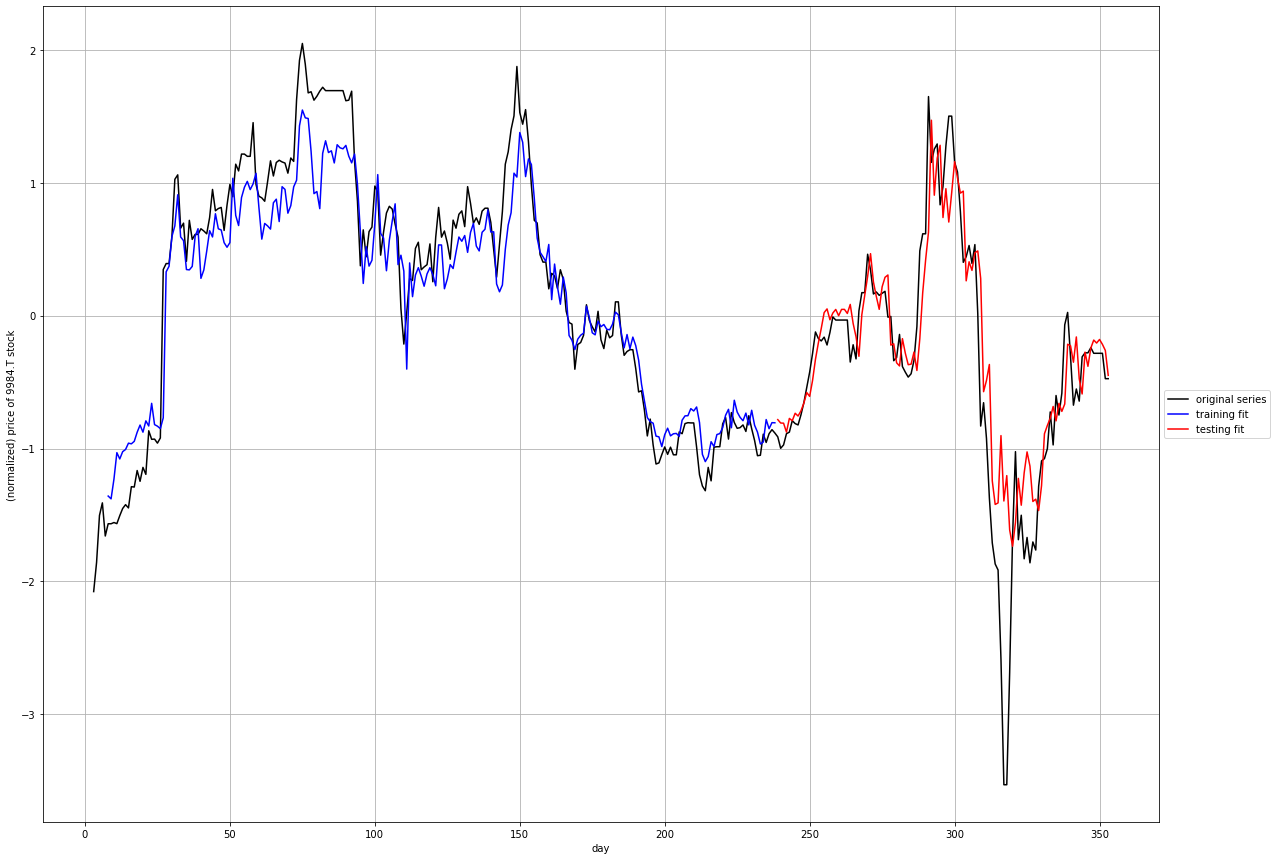 2
1
0
−1
−2
−3
(normalized) price of 9984.T stock
0
50
100
150
200
250
300
350
day
original series
training fit
testing fit